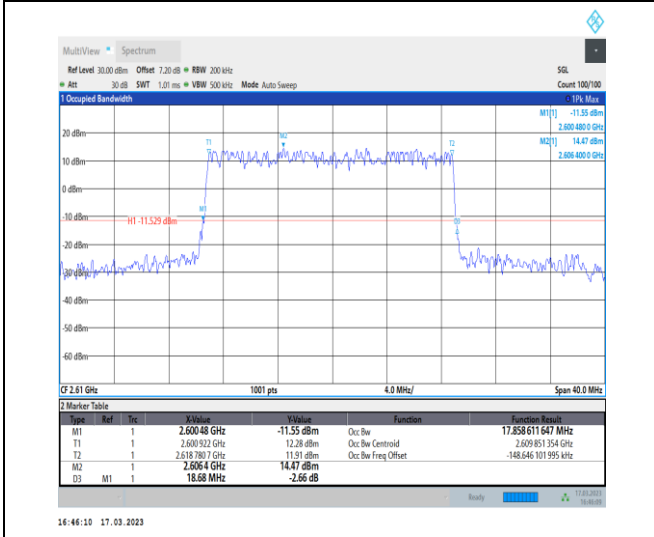 MultiView Spectrum
Ref Level 30.00 dBm Offset 7.20 dB RBW 200 kHz SGL
Att 30 dB SWT 1.01 ms VBW 500 kHz Mode Auto Sweep Count 100/100
1 Occupied Bandwidth 1Pk Max
M1[1] -11.55 dBm
2.600 480 0 GHz
M2[1] 14.47 dBm
2.606 400 0 GHz
20 dBm
T1 M2 T2
10 dBm
0 dBm
M1
-10 dBm
H1 -11.529 dBm
D3
-20 dBm
-30 dBm
-40 dBm
-50 dBm
-60 dBm
CF 2.61 GHz 1001 pts 4.0 MHz/ Span 40.0 MHz
2 Marker Table
Type Ref Trc X-Value Y-Value Function Function Result
M1 1 2.600 48 GHz -11.55 dBm Occ Bw 17.858 611 647 MHz
T1 1 2.600 922 GHz 12.28 dBm Occ Bw Centroid 2.609 851 354 GHz
T2 1 2.618 780 7 GHz 11.91 dBm Occ Bw Freq Offset -148.646 101 995 kHz
M2 1 2.606 4 GHz 14.47 dBm
D3 M1 1 18.68 MHz -2.66 dB
Ready 17.03.2023
16:46:09
16:46:10 17.03.2023